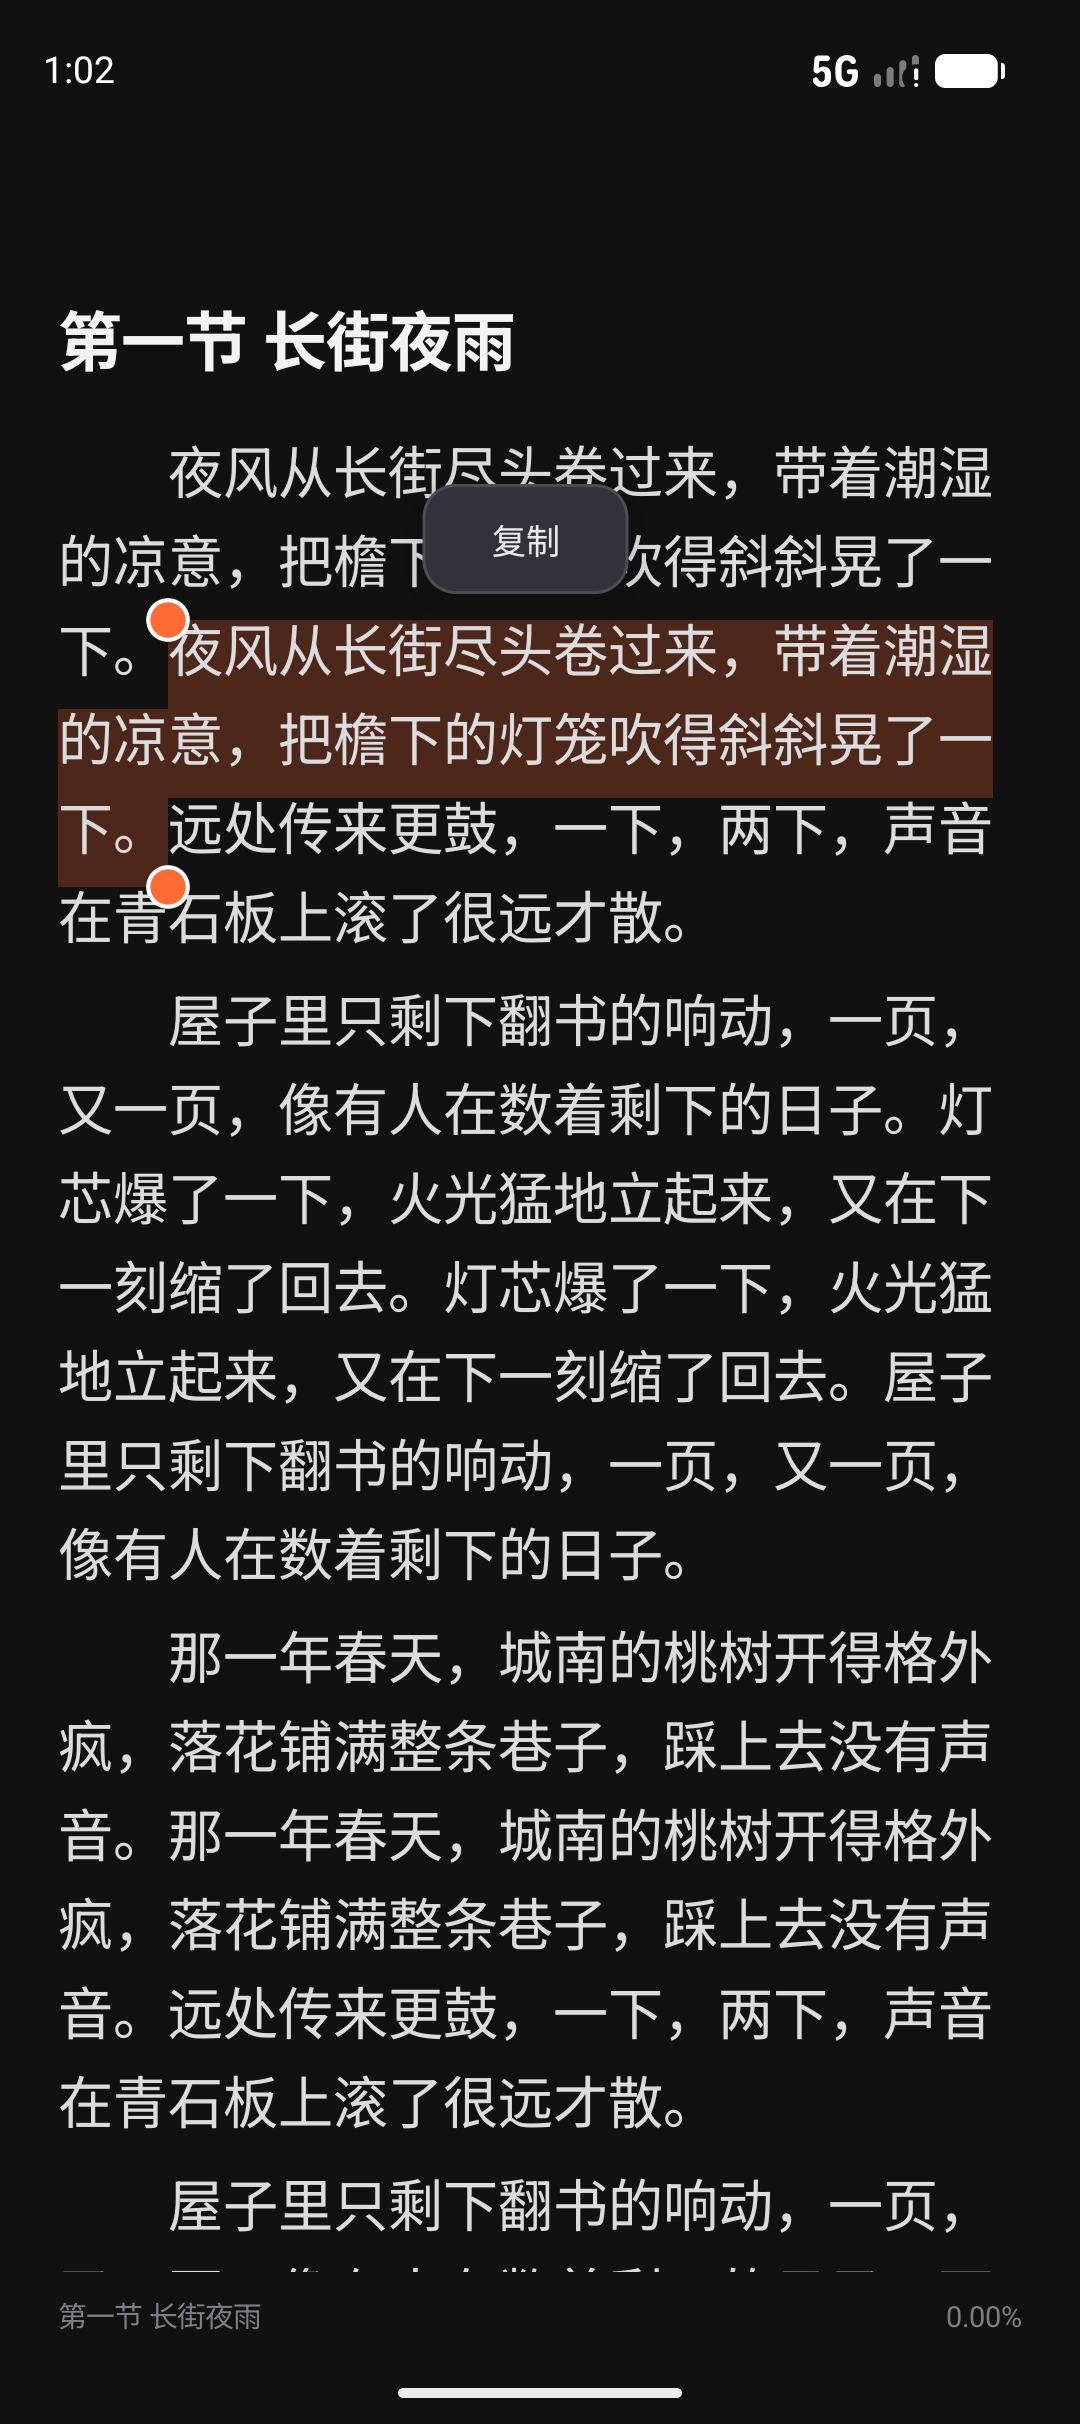 1:02
5G
第一节 长街夜雨
夜风从长街尽头卷过来，带着潮湿
复制
的凉意，把檐下吹得斜斜晃了一
下。夜风从长街尽头卷过来，带着潮湿
的凉意，把檐下的灯笼吹得斜斜晃了一
下。远处传来更鼓，一下，两下，声音
在青石板上滚了很远才散。
屋子里只剩下翻书的响动，一页，
又一页，像有人在数着剩下的日子。灯
芯爆了一下，火光猛地立起来，又在下
一刻缩了回去。灯芯爆了一下，火光猛
地立起来，又在下一刻缩了回去。屋子
里只剩下翻书的响动，一页，又一页，
像有人在数着剩下的日子。
那一年春天，城南的桃树开得格外
疯，落花铺满整条巷子，踩上去没有声
音。那一年春天，城南的桃树开得格外
疯，落花铺满整条巷子，踩上去没有声
音。远处传来更鼓，一下，两下，声音
在青石板上滚了很远才散。
屋子里只剩下翻书的响动，一页，
第一节 长街夜雨
0.00%